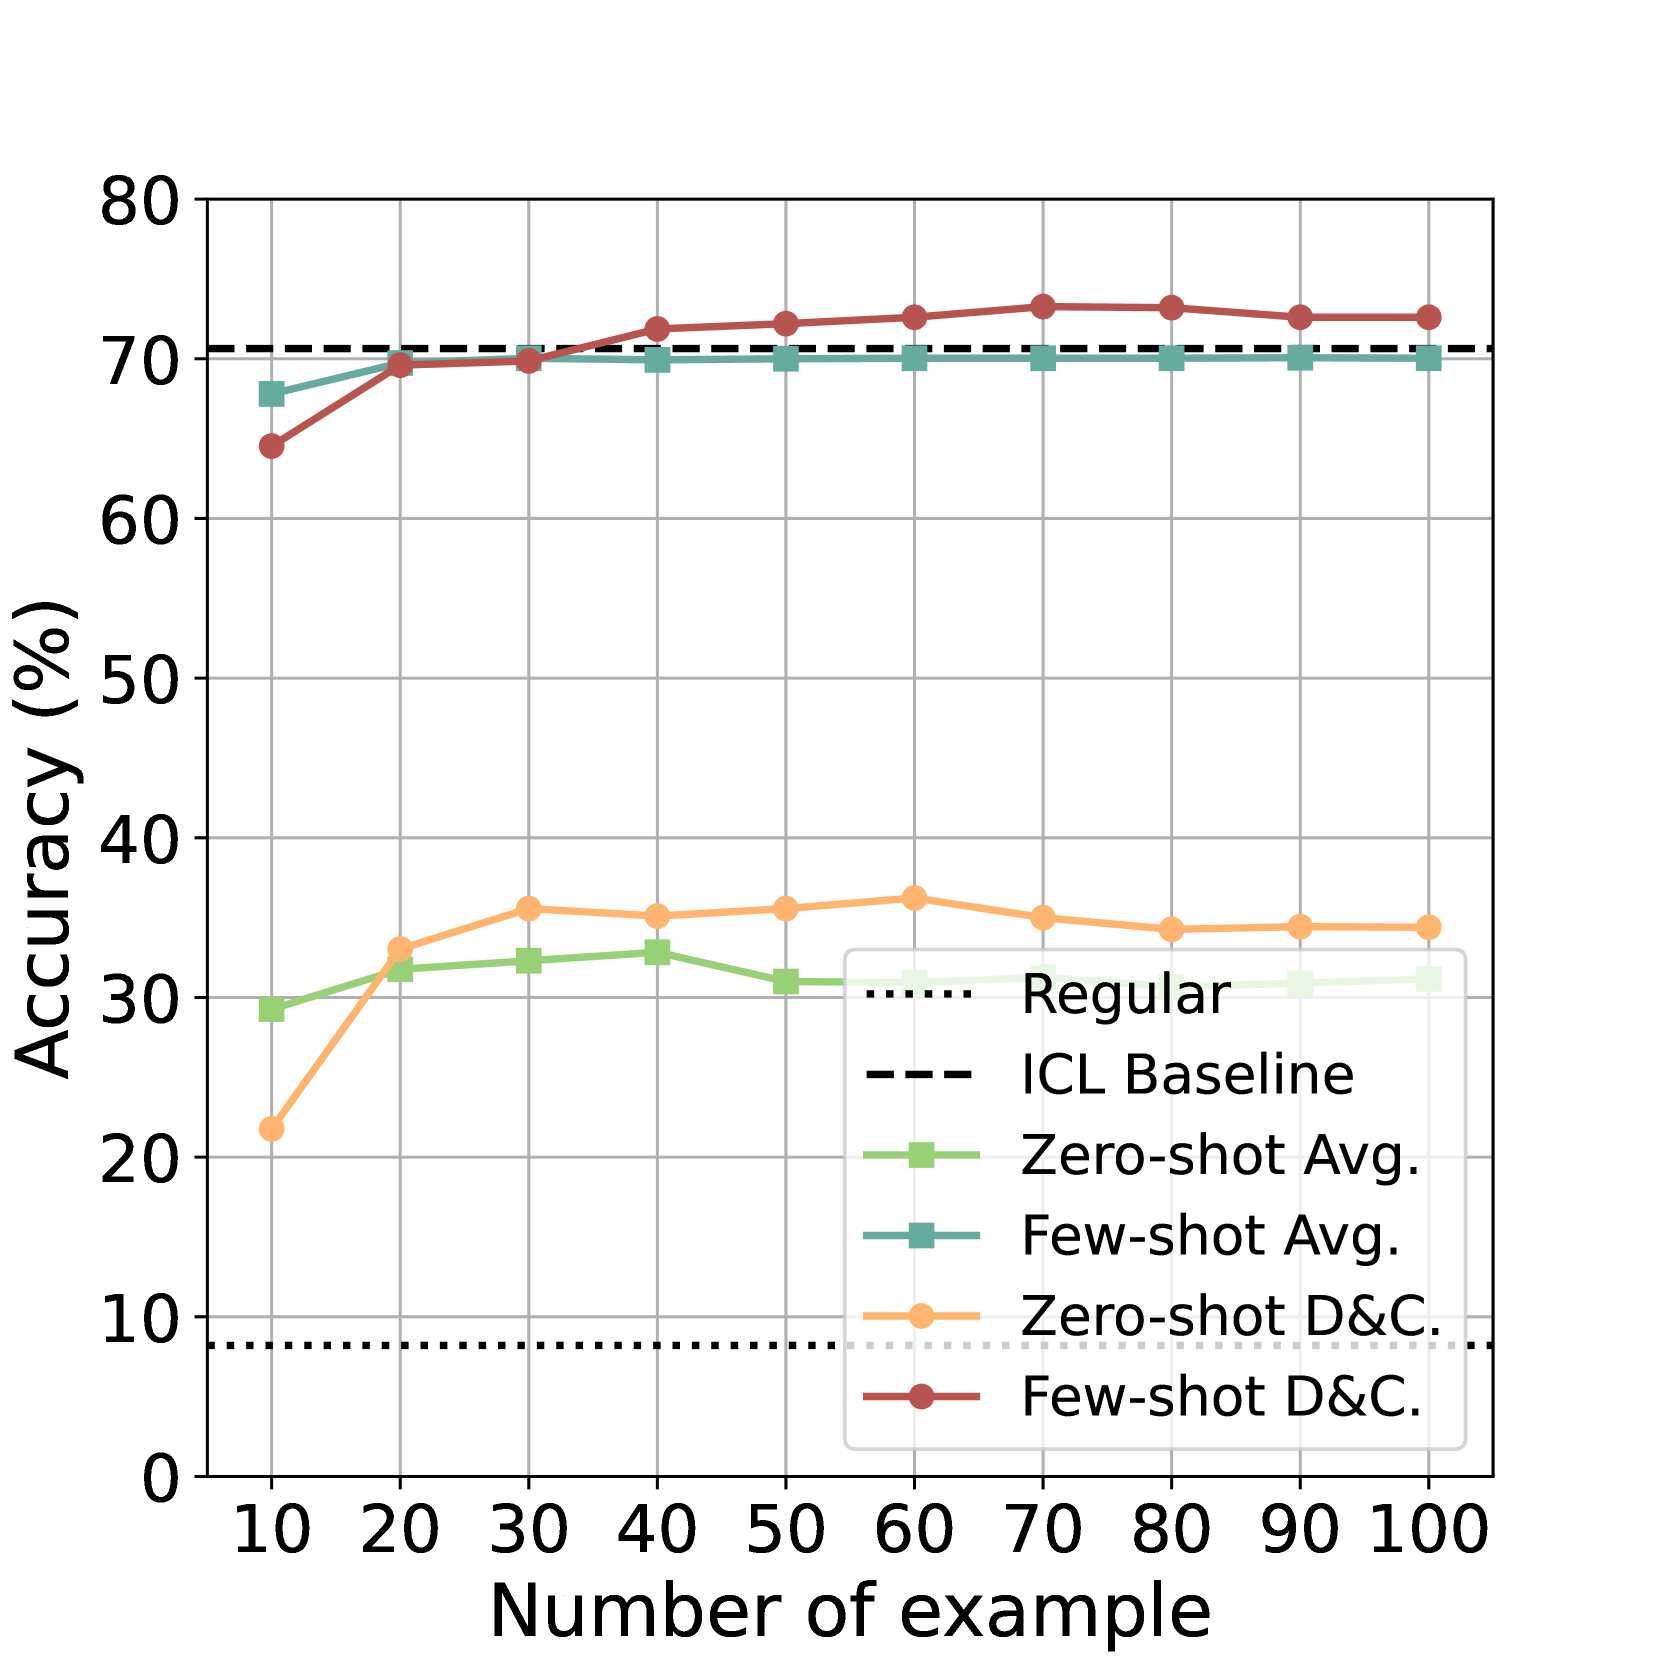 80
70
60
50
40
30
20
10
0
Accuracy (%)
10 20 30 40 50 60 70 80 90 100
Number of example
Regular
ICL Baseline
Zero-shot Avg.
Few-shot Avg.
Zero-shot D&C.
Few-shot D&C.